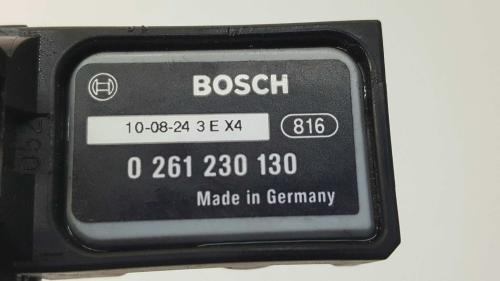 BOSCH
10-08-24 3 E X4 816
0 261 230 130
Made in Germany